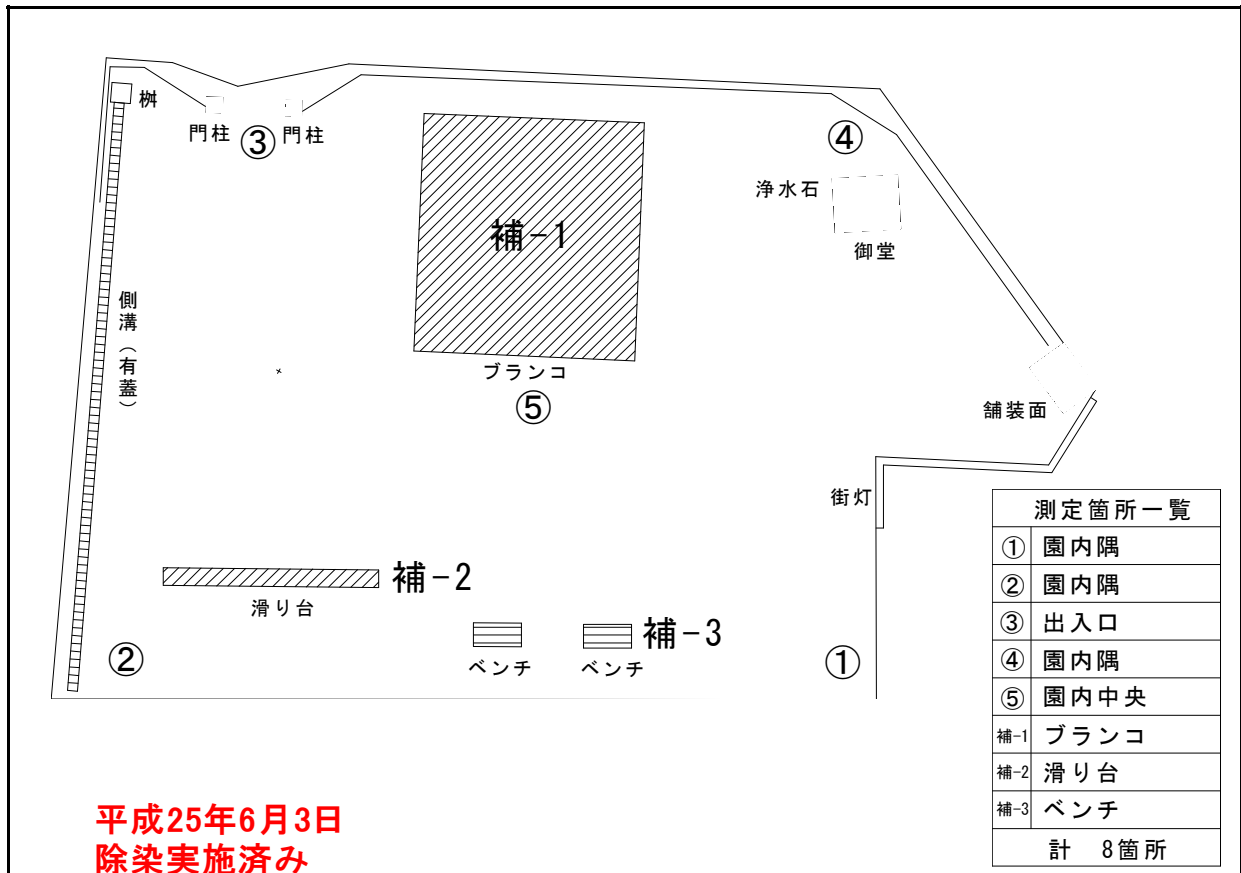 桝
門柱
③
門柱
④
浄水石
御堂
補-1
側溝（有蓋）
ブランコ
⑤
舗装面
街灯
補-2
滑り台
補-3
ベンチ
ベンチ
②
①
測定箇所一覧
① 園内隅
② 園内隅
③ 出入口
④ 園内隅
⑤ 園内中央
補-1 ブランコ
補-2 滑り台
補-3 ベンチ
計 8箇所
平成25年6月3日
除染実施済み